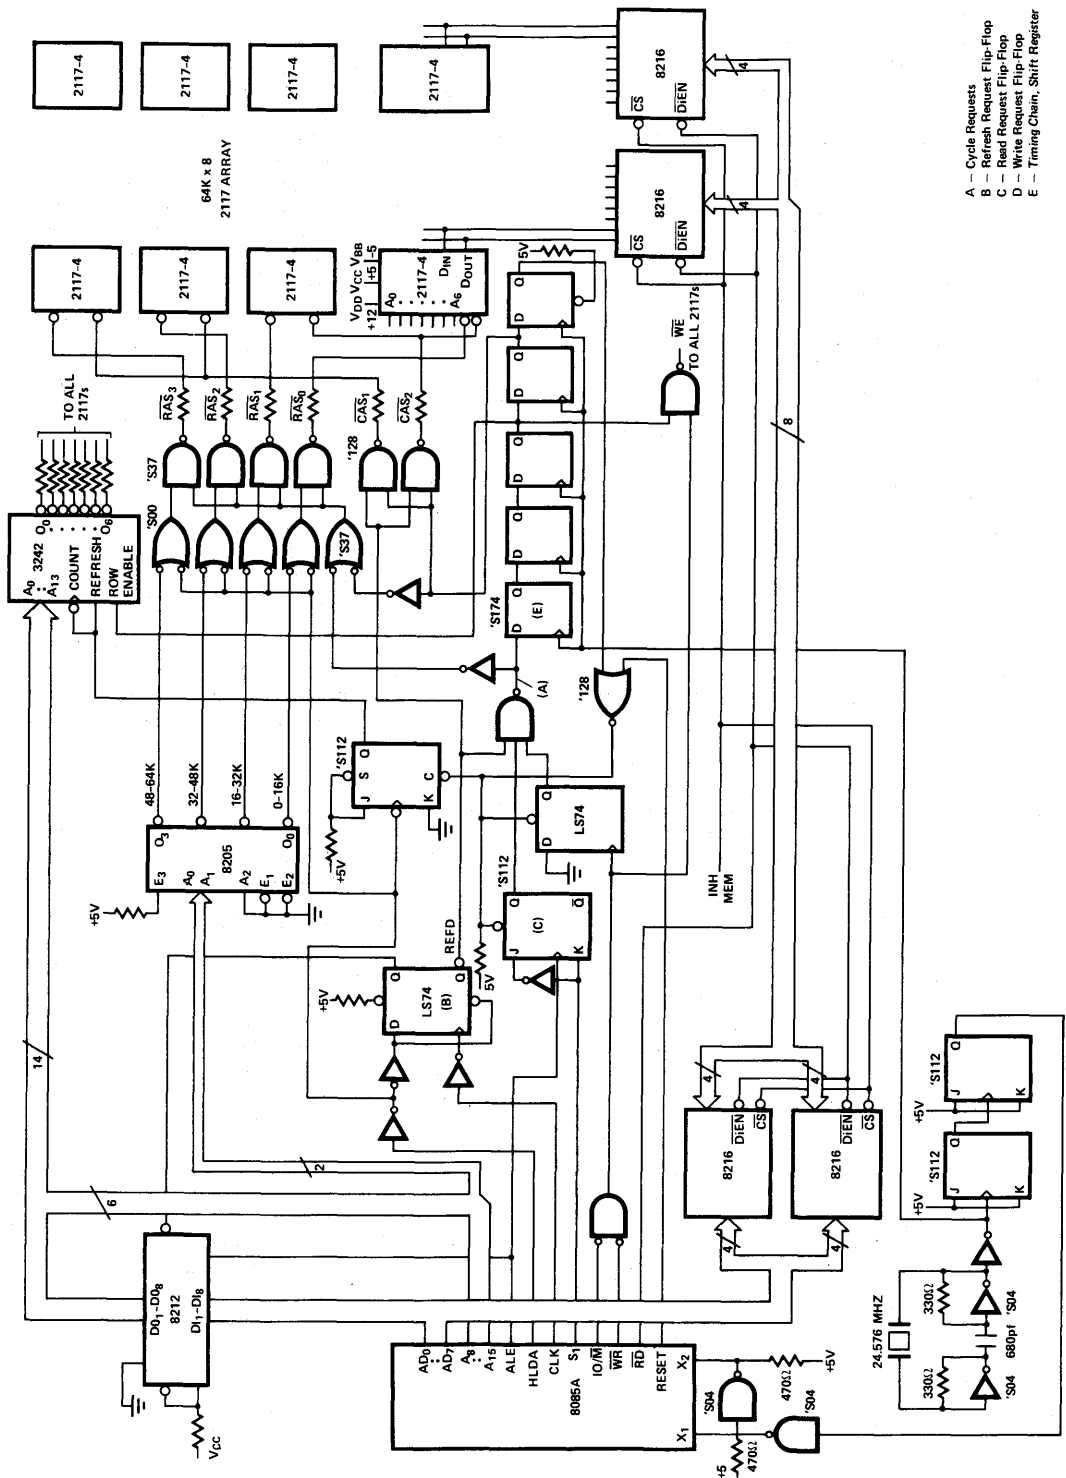 2117-4
2117-4
2117-4
2117-4
64K x 8
2117 ARRAY
2117-4
2117-4
2117-4
2117-4
VDD VCC VBB
+12 +5 -5
A0
A6
DIN
DOUT
8216
CS
DiEN
4
8216
CS
DiEN
4
A — Cycle Requests
B — Refresh Request Flip-Flop
C — Read Request Flip-Flop
D — Write Request Flip-Flop
E — Timing Chain, Shift Register
TO ALL
2117s
RAS3
RAS2
RAS1
RAS0
CAS1
CAS2
'S37
'128
'S00
'S37
3242
A0
A13
O0
O6
COUNT
REFRESH
ROW
ENABLE
5V
D Q
D Q
D Q
D Q
D Q
(E)
'S174
WE
TO ALL 2117s
8
(A)
'128
48-64K
32-48K
16-32K
0-16K
8205
O3
O0
E3
A0
A1
A2
E1
E2
+5V
'S112
J
S
Q
K
C
+5V
REFD
LS74
(B)
D
Q
Q
+5V
'S112
J
Q
(C)
K
Q
5V
LS74
D
Q
INH
MEM
14
6
2
8212
DO1-DO8
DI1-DI8
VCC
8085A
AD0
AD7
A8
A15
ALE
HLDA
CLK
S1
IO/M
WR
RD
RESET
X2
X1
8216
DiEN
CS
4
4
8216
DiEN
CS
4
4
'S112
J
Q
K
+5V
'S112
J
Q
K
+5V
24.576 MHZ
330Ω
330Ω
680pf
'S04
'S04
'S04
'S04
470Ω
+5V
470Ω
+5